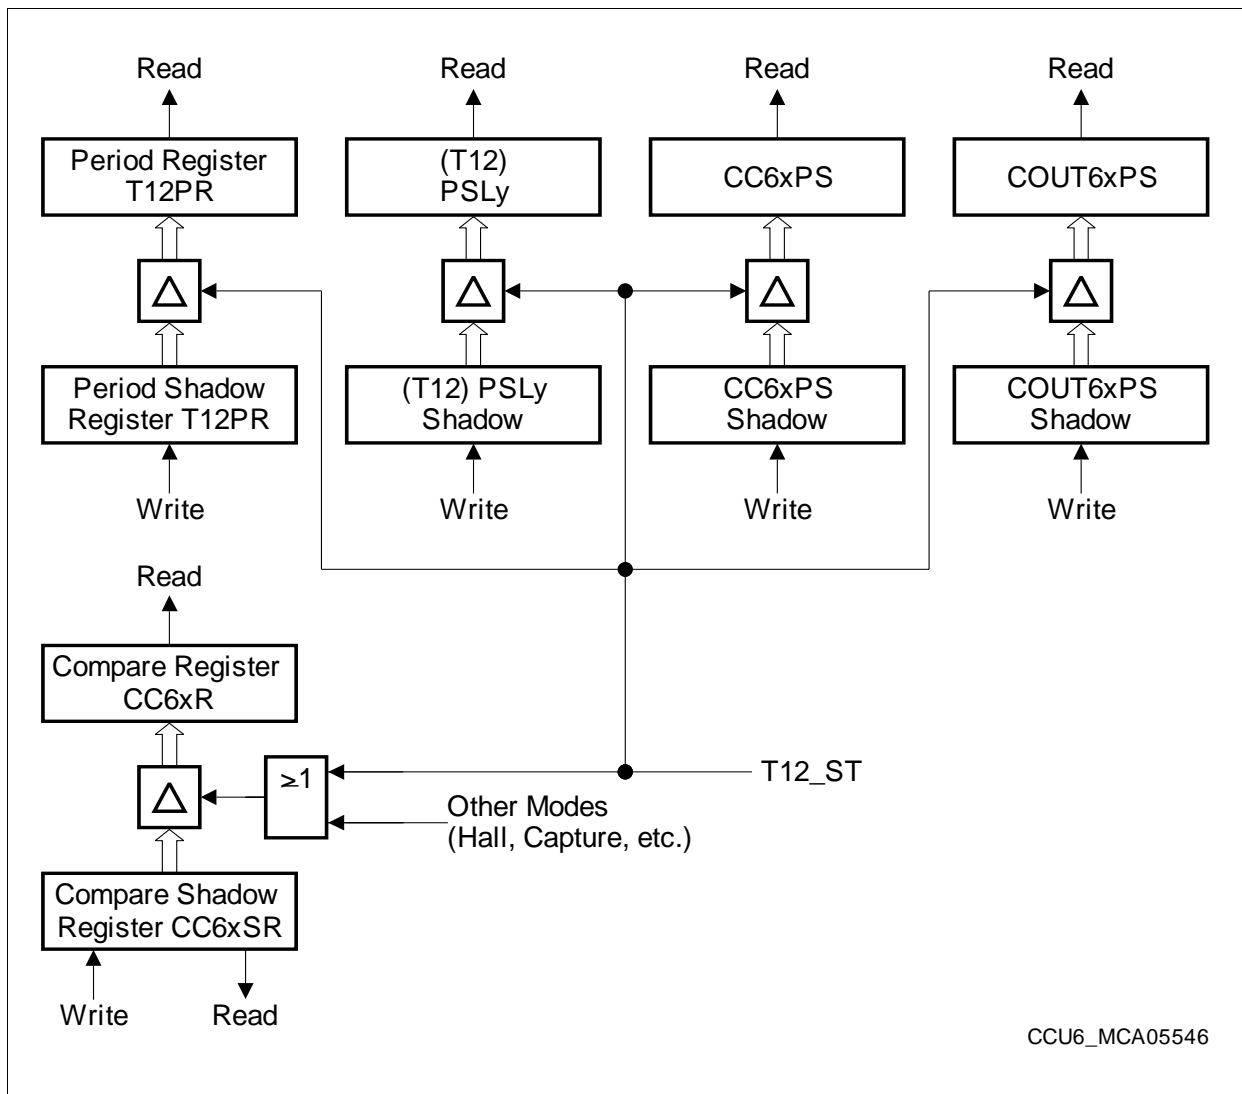 Read
Read
Read
Read
Period Register
T12PR
(T12)
PSLy
CC6xPS
COUT6xPS
Period Shadow
Register T12PR
(T12) PSLy
Shadow
CC6xPS
Shadow
COUT6xPS
Shadow
Write
Write
Write
Write
Read
Compare Register
CC6xR
≥1
T12_ST
Other Modes
(Hall, Capture, etc.)
Compare Shadow
Register CC6xSR
Write
Read
CCU6_MCA05546